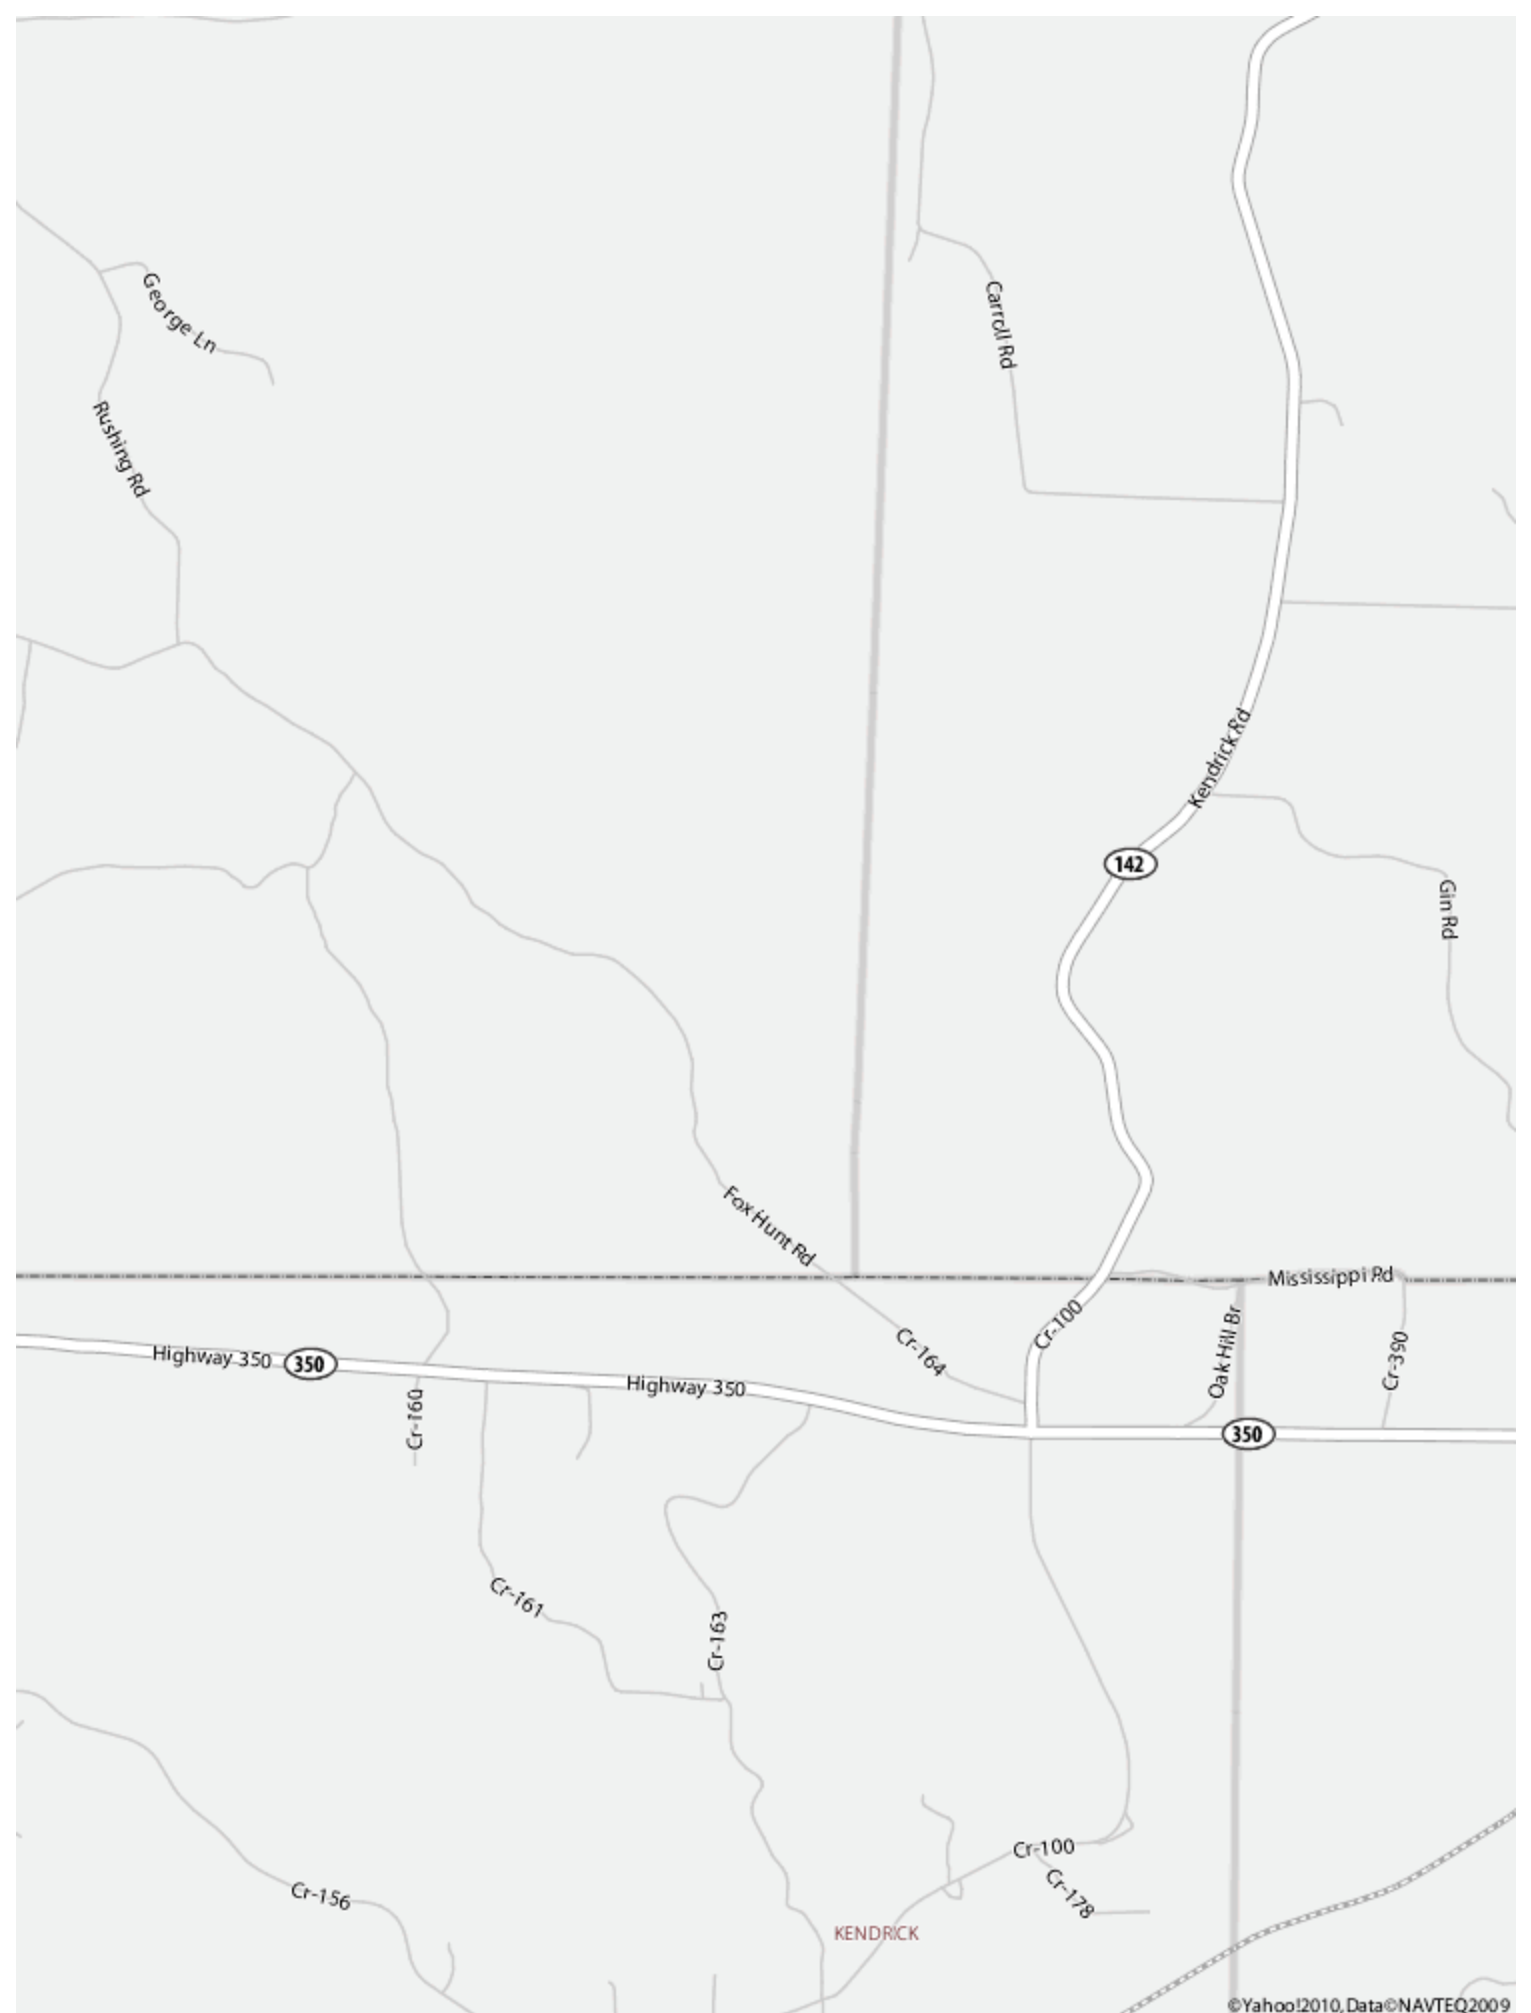 George Ln
Carroll Rd
Rushing Rd
Kendrick Rd
142
Gin Rd
Fox Hunt Rd
Mississippi Rd
Cr-100
Oak Hill Br
Cr-164
Cr-390
Highway 350
350
Highway 350
Cr-160
350
Cr-161
Cr-163
Cr-100
Cr-178
Cr-156
KENDRICK
©Yahoo!2010, Data©NAVTEQ2009